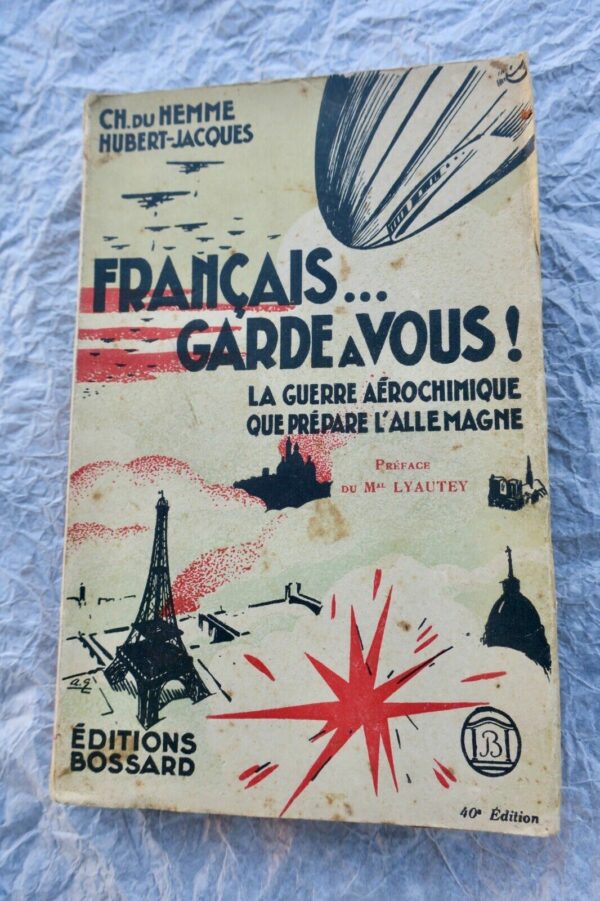 CH. DU HEMME
HUBERT-JACQUES
FRANÇAIS...
GARDE À VOUS !
LA GUERRE AÉROCHIMIQUE
QUE PRÉPARE L'ALLEMAGNE
PRÉFACE
DU MAL LYAUTEY
a.G
ÉDITIONS
BOSSARD
B
40e Édition